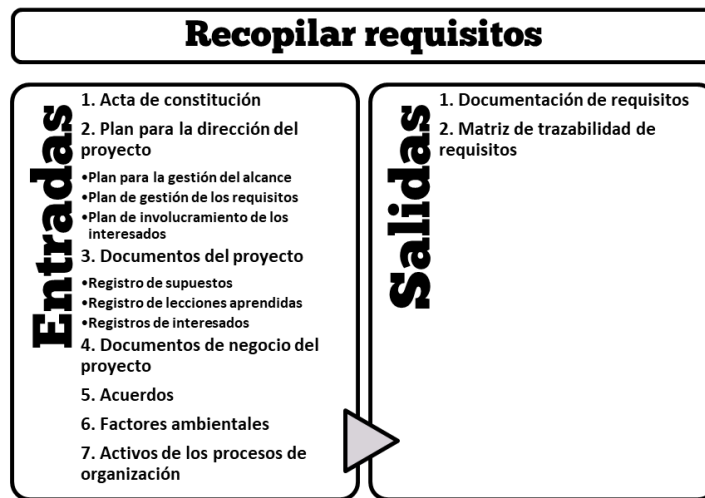 Recopilar requisitos
Entradas
1. Acta de constitución
2. Plan para la dirección del
proyecto
•Plan para la gestión del alcance
•Plan de gestión de los requisitos
•Plan de involucramiento de los
interesados
3. Documentos del proyecto
•Registro de supuestos
•Registro de lecciones aprendidas
•Registros de interesados
4. Documentos de negocio del
proyecto
5. Acuerdos
6. Factores ambientales
7. Activos de los procesos de
organización
Salidas
1. Documentación de requisitos
2. Matriz de trazabilidad de
requisitos